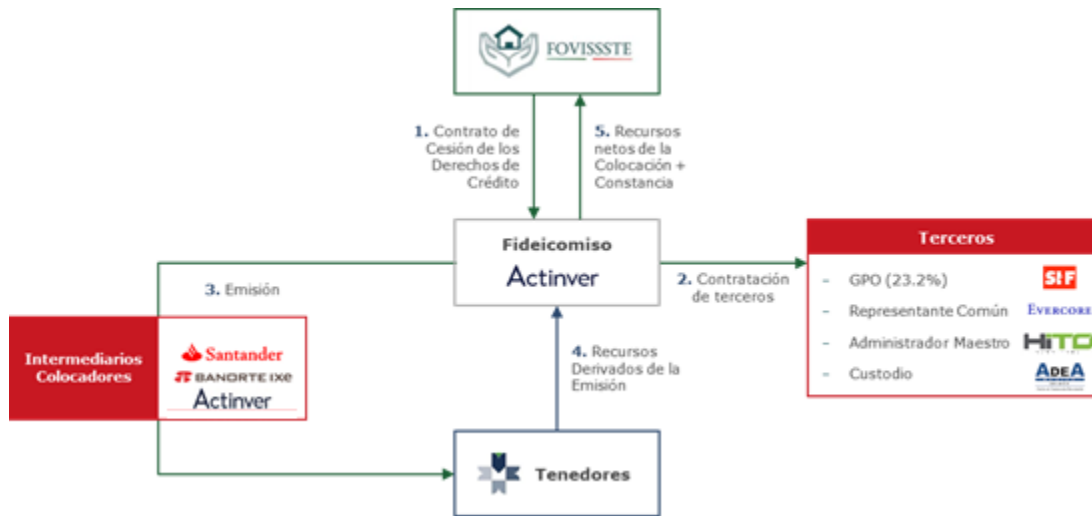 FOVISSSTE
1. Contrato de
Cesión de los
Derechos de
Crédito
5. Recursos
netos de la
Colocación +
Constancia
Fideicomiso
Actinver
3. Emisión
2. Contratación
de terceros
Terceros
- GPO (23.2%) SHF
- Representante Común EVERCORE
- Administrador Maestro HiTO
- Custodio ADEA
Intermediarios
Colocadores
Santander
BANORTE IXE
Actinver
4. Recursos
Derivados de la
Emisión
Tenedores